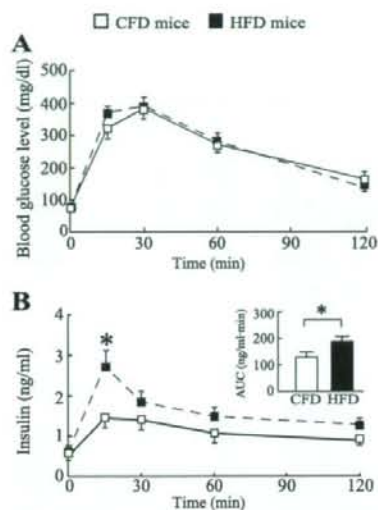 CFD mice HFD mice
A
Blood glucose level (mg/dl)
500
400
300
200
100
0
0 30 60 90 120
Time (min)
B
Insulin (ng/ml)
4
3
2
1
0
*
0 30 60 90 120
Time (min)
AUC (ng/ml·min)
300
200
100
0
*
CFD HFD